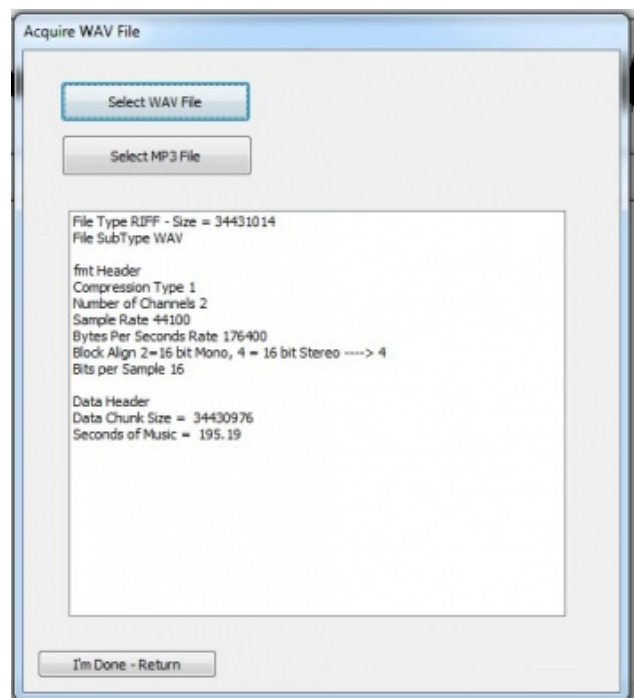 Acquire WAV File
Select WAV File
Select MP3 File
File Type RIFF - Size = 34431014
File SubType WAV
fmt Header
Compression Type 1
Number of Channels 2
Sample Rate 44100
Bytes Per Seconds Rate 176400
Block Align 2=16 bit Mono, 4 = 16 bit Stereo ----> 4
Bits per Sample 16
Data Header
Data Chunk Size =  34430976
Seconds of Music =  195.19
I'm Done - Return